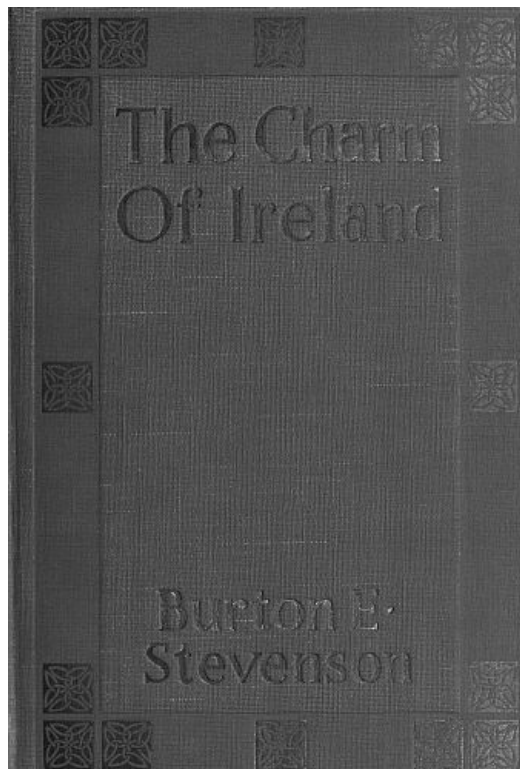 The Charm
Of Ireland
Burton E.
Stevenson